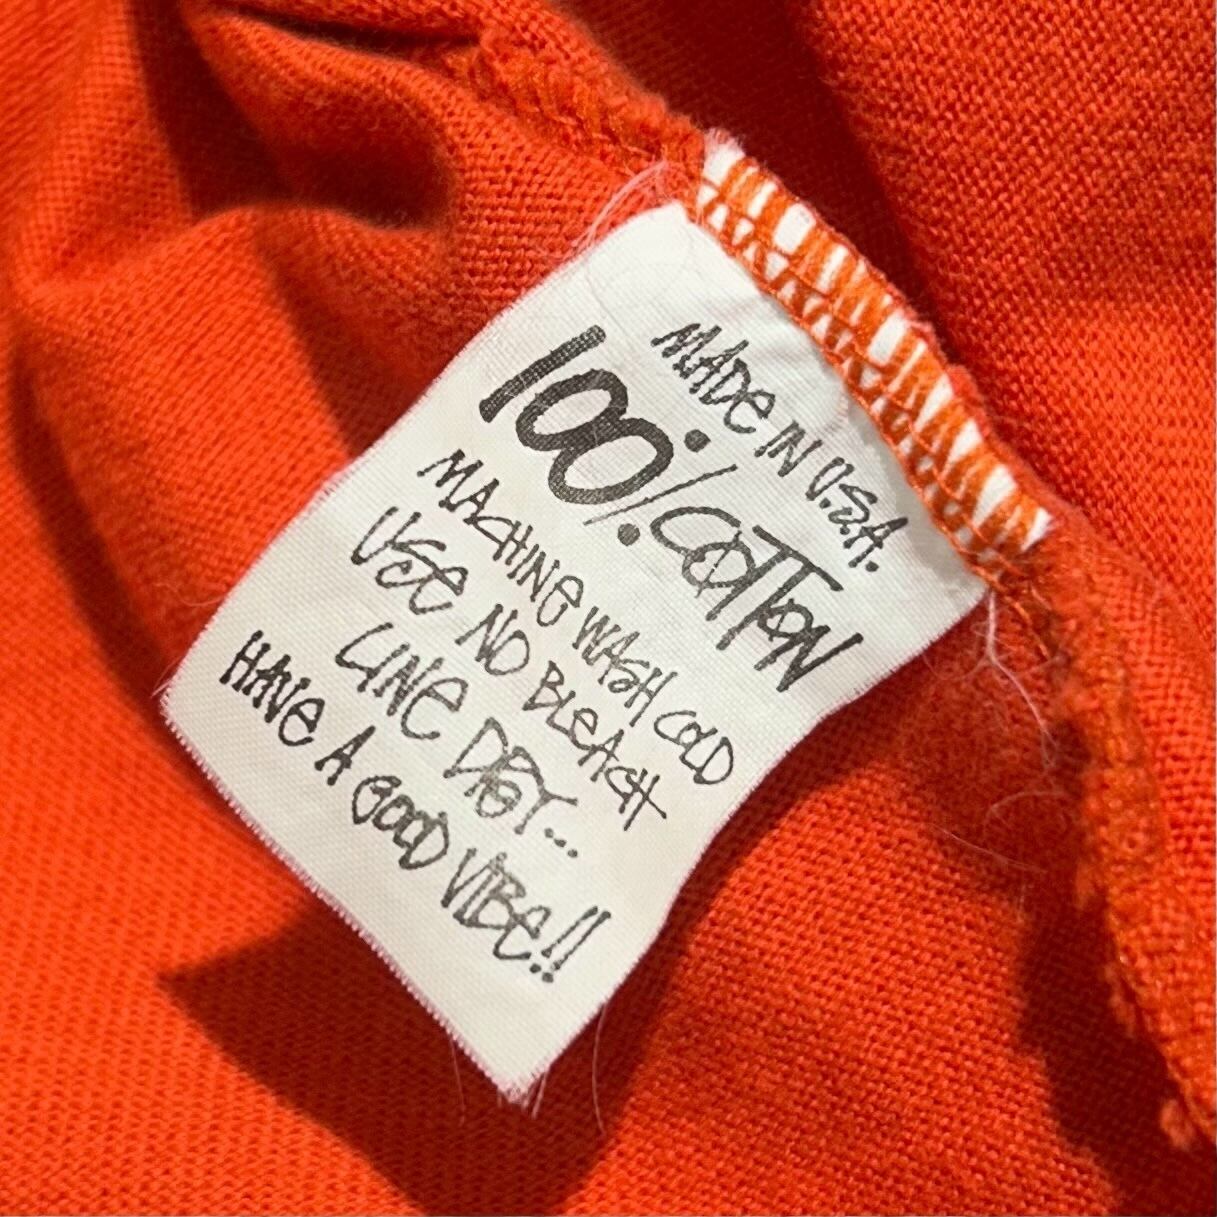 MADE IN U.S.A.
100% COTTON
MACHINE WASH COLD
USE NO BLEACH
LINE DRY...
HAVE A GOOD VIBE!!